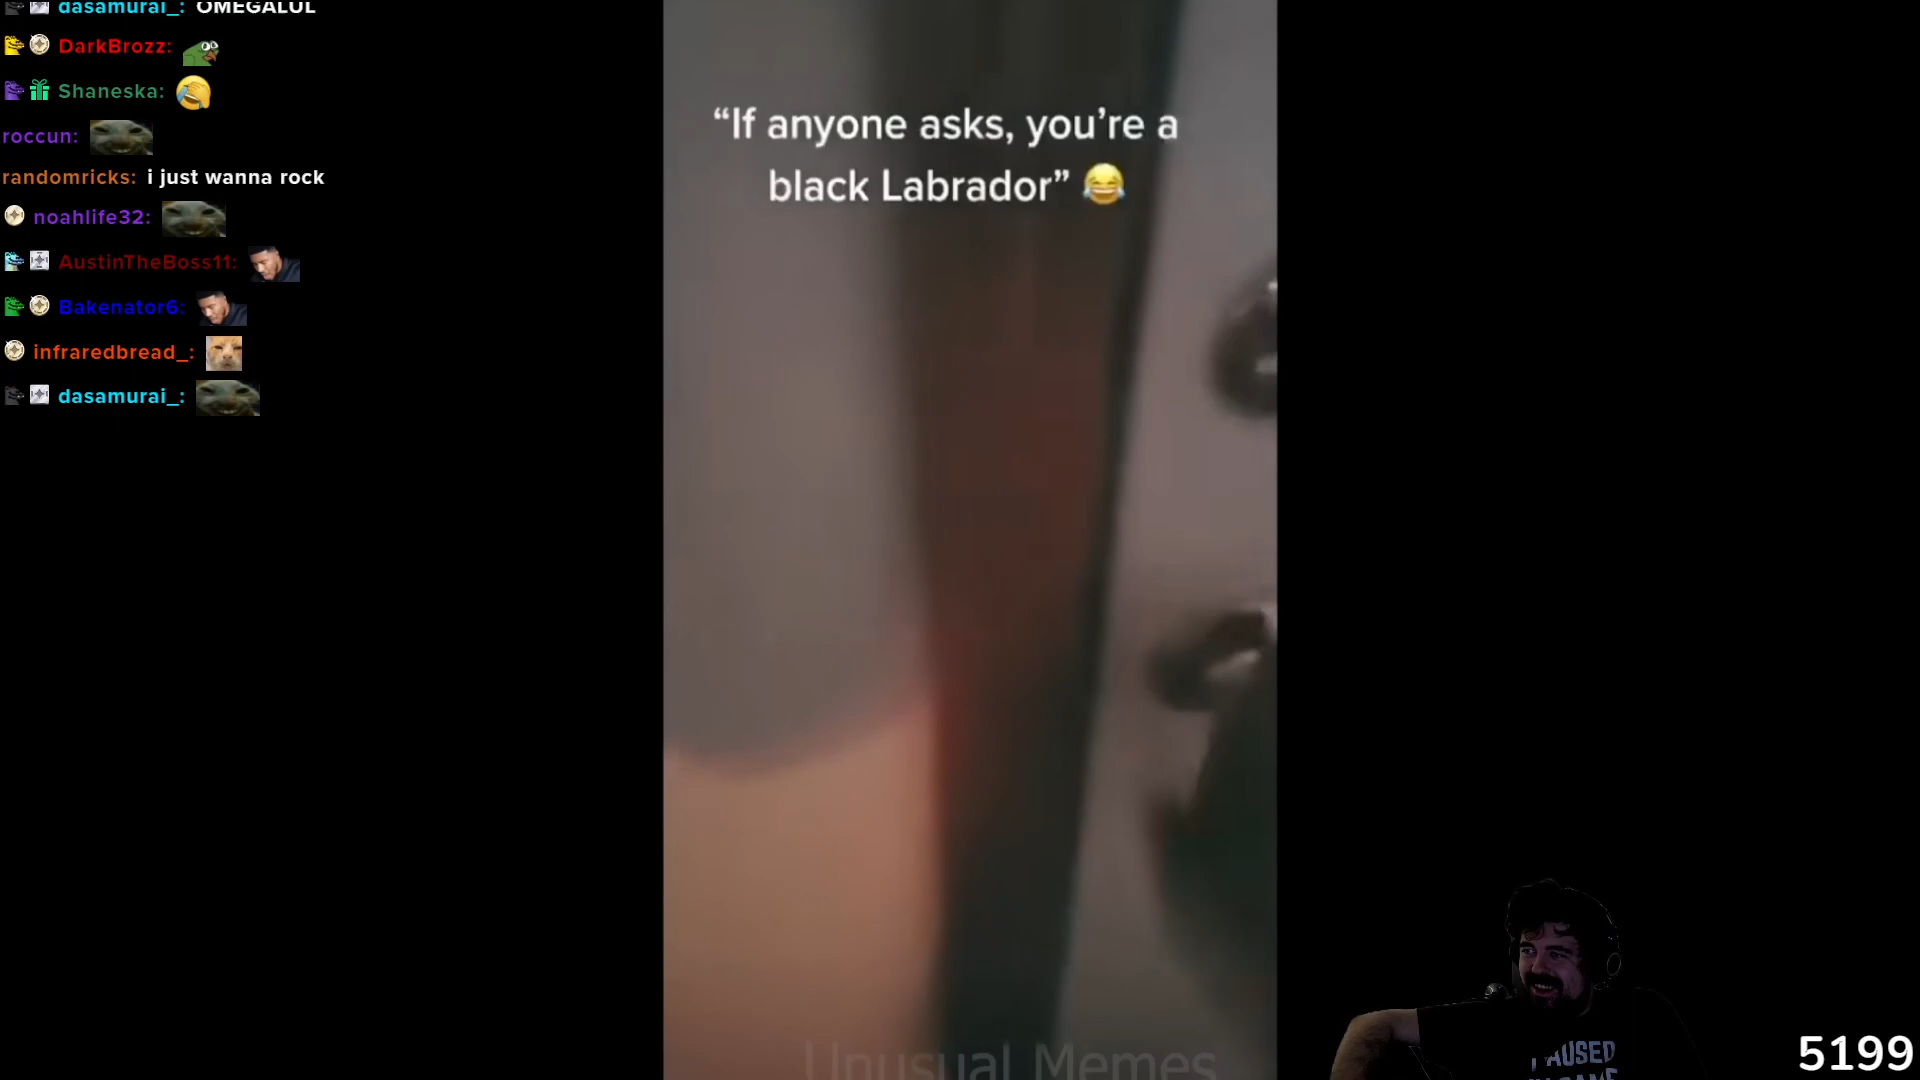 dasamurai_: OMEGALUL
DarkBrozz:
Shaneska:
roccun:
randomricks: i just wanna rock
noahlife32:
AustinTheBoss11:
Bakenator6:
infraredbread_:
dasamurai_:
“If anyone asks, you’re a
black Labrador” 😂
Unusual Memes
I PAUSED
5199